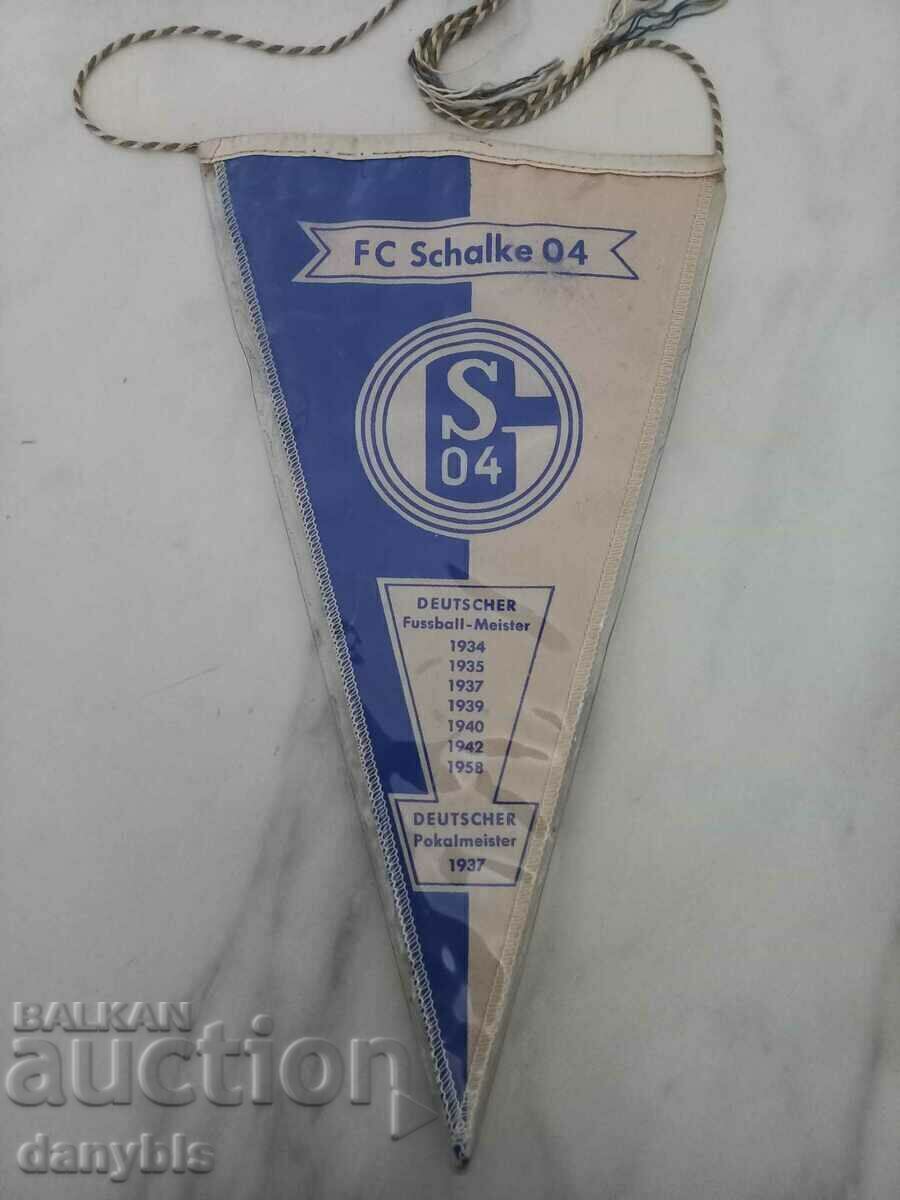 FC Schalke 04
S
04
DEUTSCHER
Fussball-Meister
1934
1935
1937
1939
1940
1942
1958
DEUTSCHER
Pokalmeister
1937
BALKAN
auction
danybls